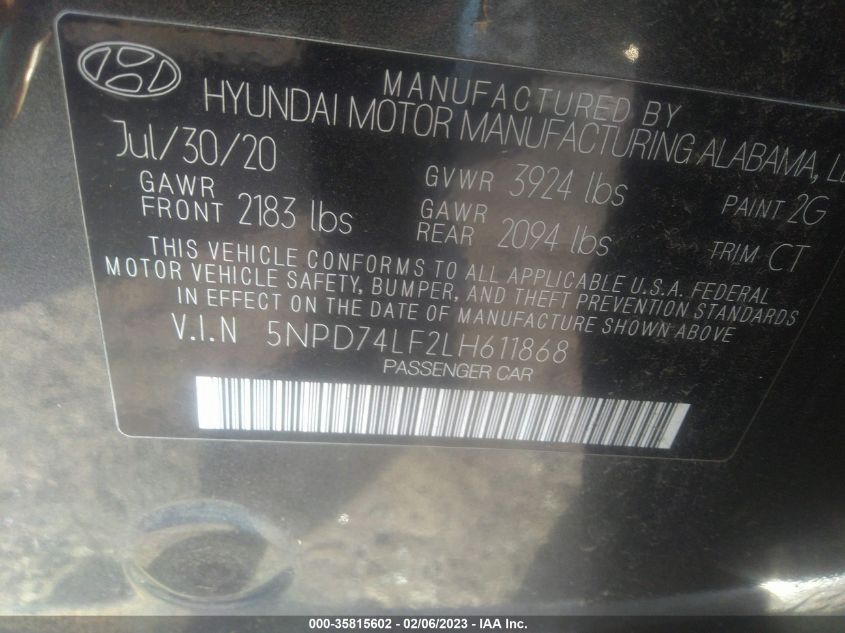 MANUFACTURED BY
HYUNDAI MOTOR MANUFACTURING ALABAMA,
Jul/30/20
GVWR 3924 lbs
PAINT 2G
GAWR
FRONT 2183 lbs
GAWR
REAR 2094 lbs
TRIM CT
THIS VEHICLE CONFORMS TO ALL APPLICABLE U.S.A. FEDERAL
MOTOR VEHICLE SAFETY, BUMPER, AND THEFT PREVENTION STANDARDS
IN EFFECT ON THE DATE OF MANUFACTURE SHOWN ABOVE
V.I.N 5NPD74LF2LH611868
PASSENGER CAR
000-35815602 - 02/06/2023 - IAA Inc.